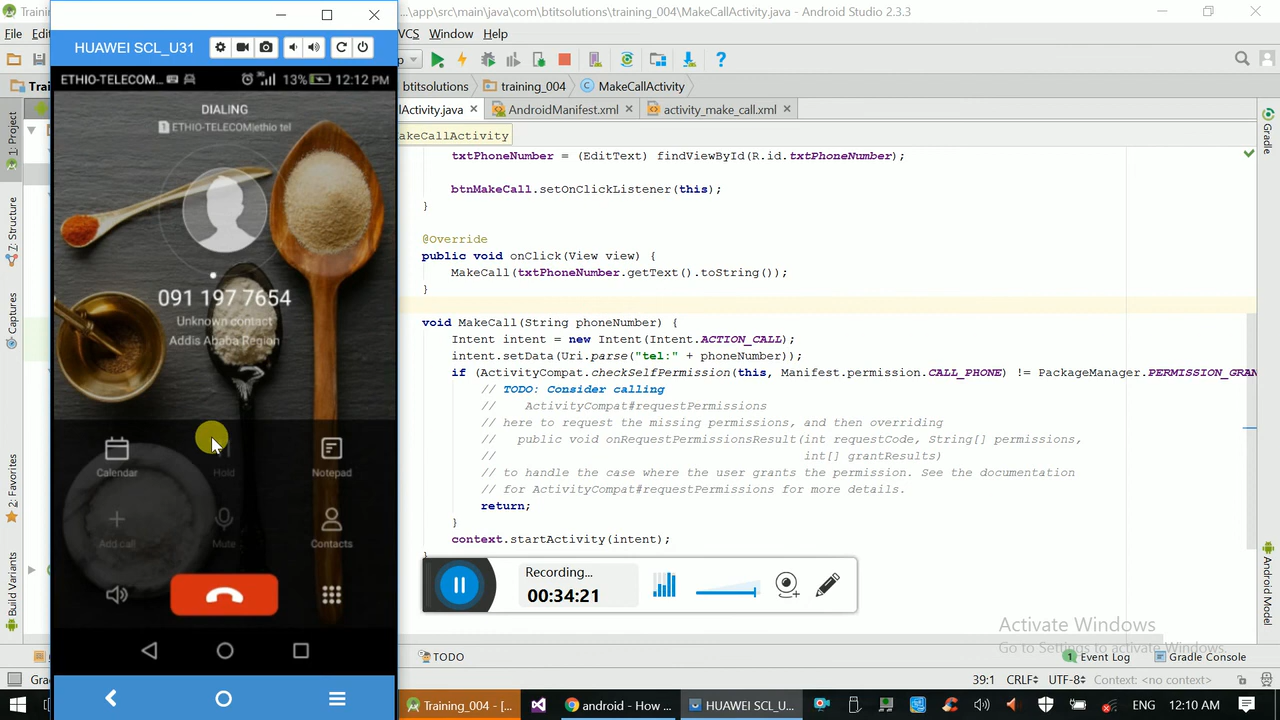 ...\app\src\main\java\com\btitsolutions\training_004\MakeCallActivity.java] - Android Studio 2.3.3
File
VCS Window Help
HUAWEI SCL_U31
btitsolutions training_004 MakeCallActivity
lActivity.java AndroidManifest.xml activity_make_call.xml
akeCallActivity
ETHIO-TELECOM... 3G 13% 12:12 PM
DIALING
1 ETHIO-TELECOM|ethio tel
091 197 7654
Unknown contact
Addis Ababa Region
Calendar Hold Notepad
Add call Mute Contacts
1: Project
7: Structure
Captures
2: Favorites
Build Variants
txtPhoneNumber = (EditText) findViewById(R.id.txtPhoneNumber);
btnMakeCall.setOnClickListener(this);
}
@Override
public void onClick(View view) {
MakeCall(txtPhoneNumber.getText().toString());
}
void MakeCall(String phoneNumber) {
Intent intent = new Intent(Intent.ACTION_CALL);
intent.setData(Uri.parse("tel:" + phoneNumber));
if (ActivityCompat.checkSelfPermission(this, Manifest.permission.CALL_PHONE) != PackageManager.PERMISSION_GRAN
// TODO: Consider calling
// ActivityCompat#requestPermissions
// here to request the missing permissions, and then overriding
// public void onRequestPermissionsResult(int requestCode, String[] permissions,
// int[] grantResults)
// to handle the case where the user grants the permission. See the documentation
// for ActivityCompat#requestPermissions for more details.
return;
}
context.startActivity(intent);
}
Recording...
00:34:21
Gradle
Android Model
Activate Windows
Go to Settings to activate Windows.
TODO 1 Event Log Gradle Console
Gra 39:1 CRLF UTF-8 Context: <no context>
Training_004 - [... android - How ... HUAWEI SCL_U... ENG 12:10 AM